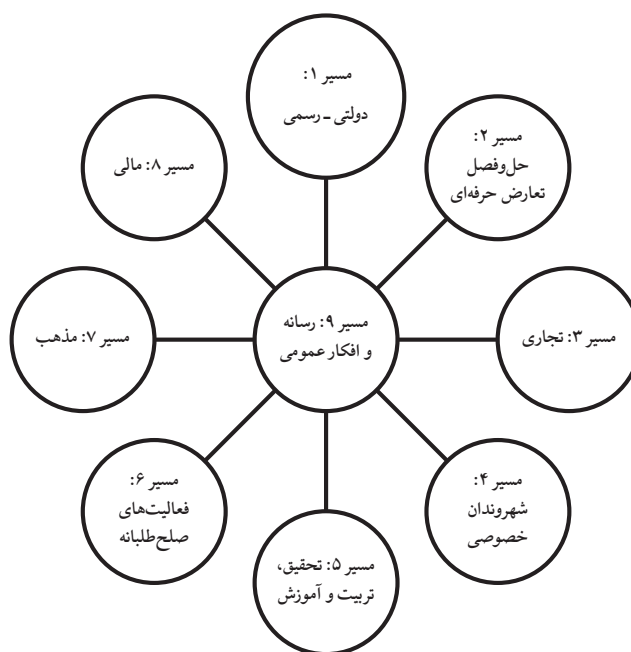 مسیر ۱:
دولتی ـ رسمی
مسیر ۲:
حل‌وفصل
تعارض حرفه‌ای
مسیر ۳: تجاری
مسیر ۴:
شهروندان
خصوصی
مسیر ۵: تحقیق،
تربیت و آموزش
مسیر ۶:
فعالیت‌های
صلح‌طلبانه
مسیر ۷: مذهب
مسیر ۸: مالی
مسیر ۹: رسانه
و افکار عمومی